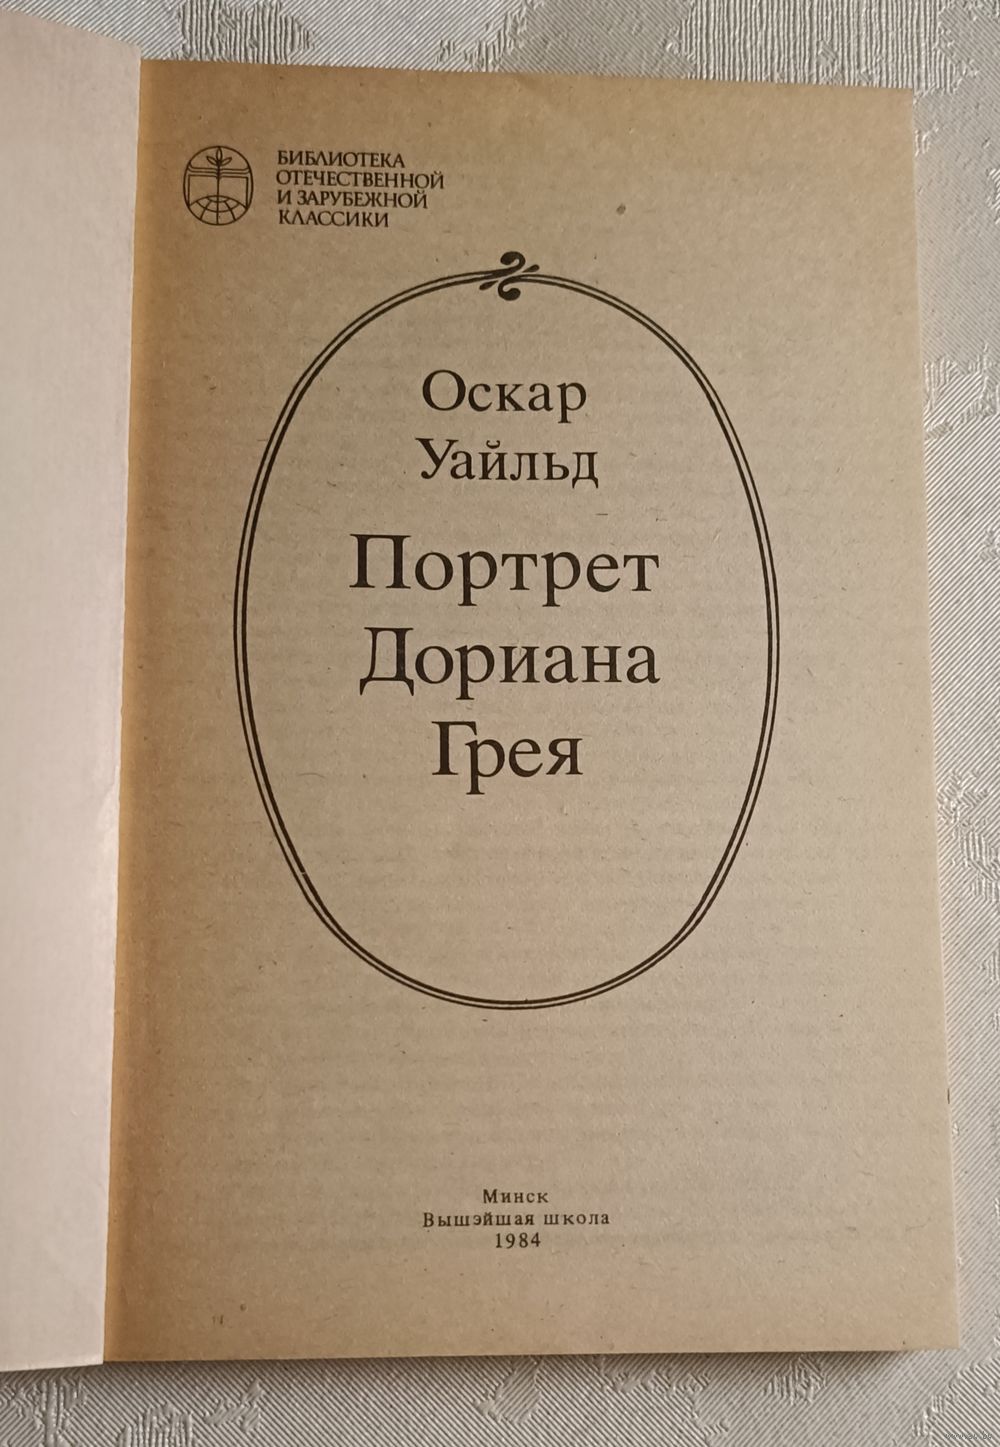 БИБЛИОТЕКА
ОТЕЧЕСТВЕННОЙ
И ЗАРУБЕЖНОЙ
КЛАССИКИ
Оскар
Уайльд
Портрет
Дориана
Грея
Минск
Вышэйшая школа
1984